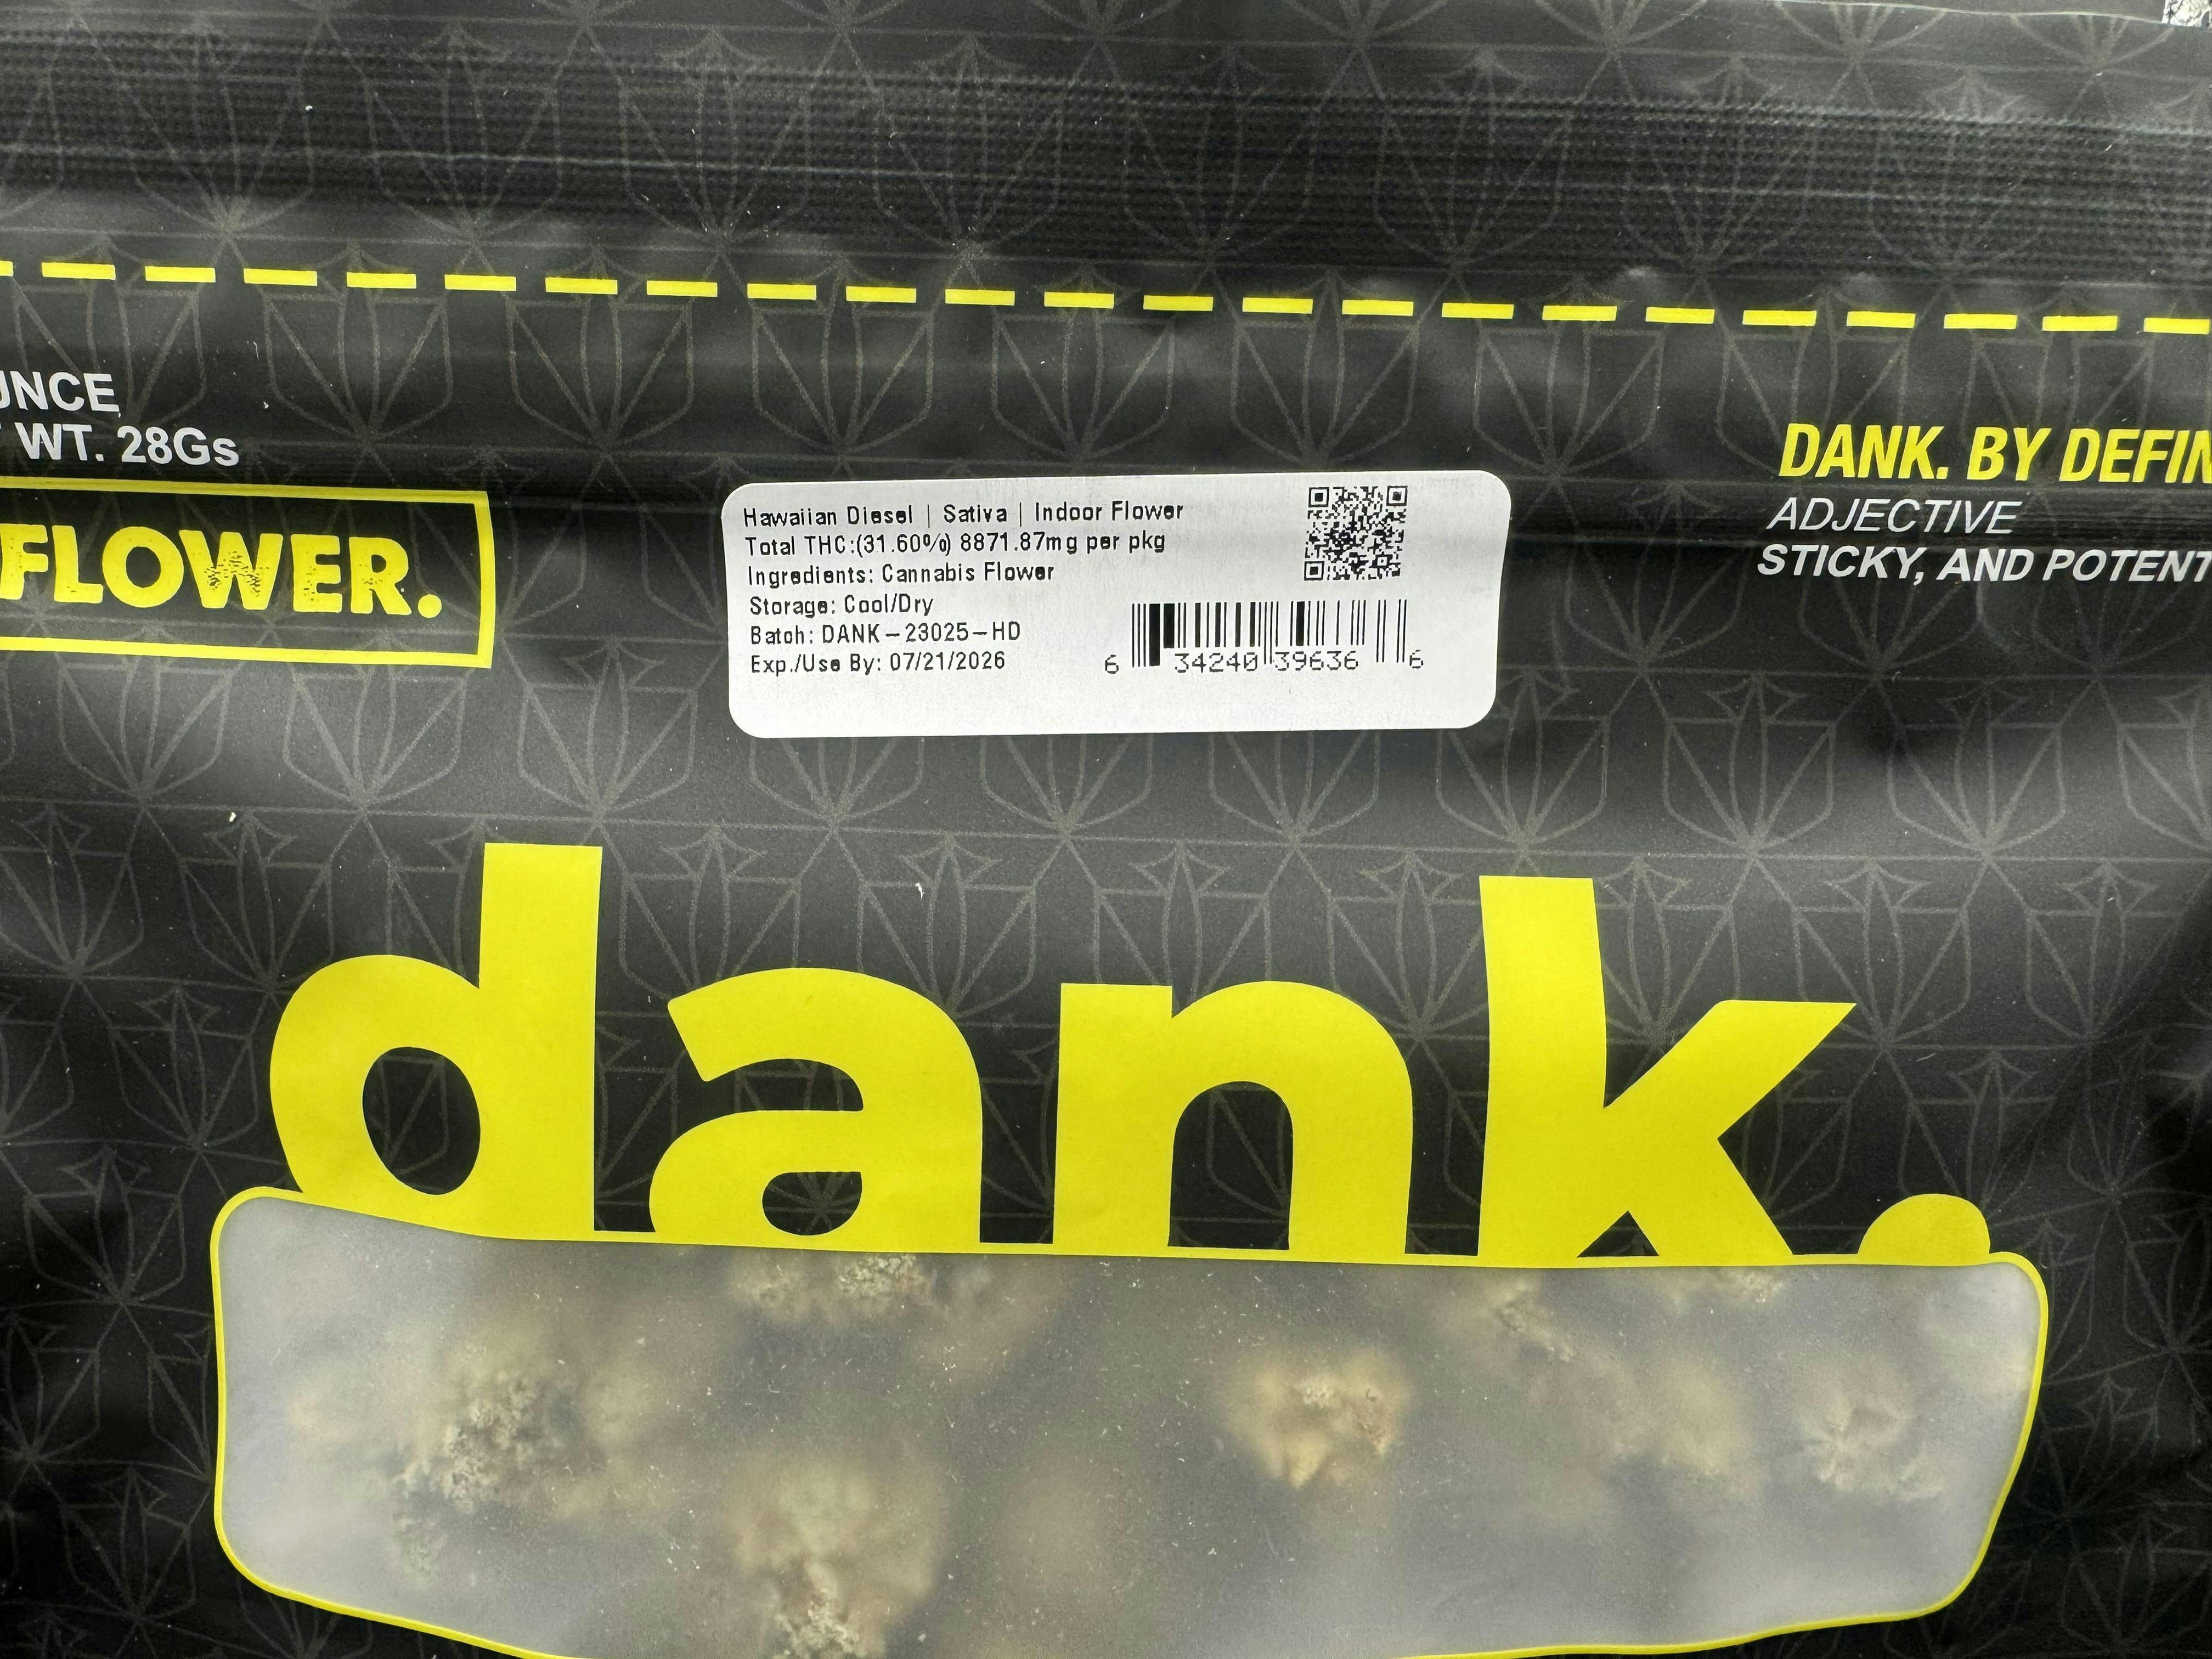 UNCE
WT. 28Gs
FLOWER.
DANK. BY DEFIN
ADJECTIVE
STICKY, AND POTENT
Hawaiian Diesel | Sativa | Indoor Flower
Total THC:(31.60%) 8871.87mg per pkg
Ingredients: Cannabis Flower
Storage: Cool/Dry
Batch: DANK-23025-HD
Exp./Use By: 07/21/2026
6 34240 39636 6
dank.